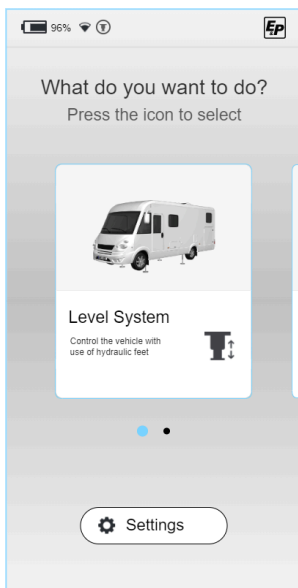 96% T
EP
What do you want to do?
Press the icon to select
Level System
Control the vehicle with
use of hydraulic feet
Settings